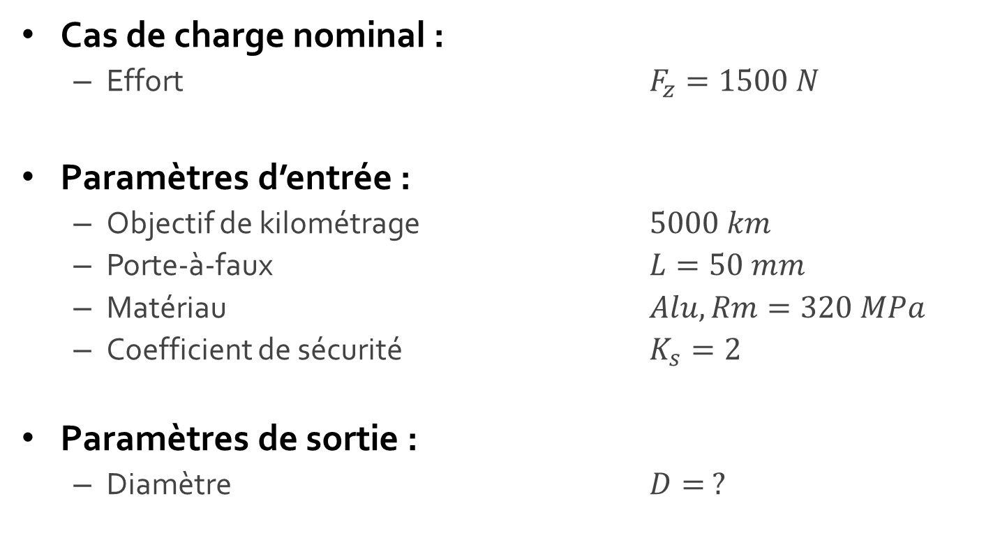 • Cas de charge nominal :
– Effort F_z = 1500 N
• Paramètres d’entrée :
– Objectif de kilométrage 5000 km
– Porte-à-faux L = 50 mm
– Matériau Alu, Rm = 320 MPa
– Coefficient de sécurité K_s = 2
• Paramètres de sortie :
– Diamètre D = ?